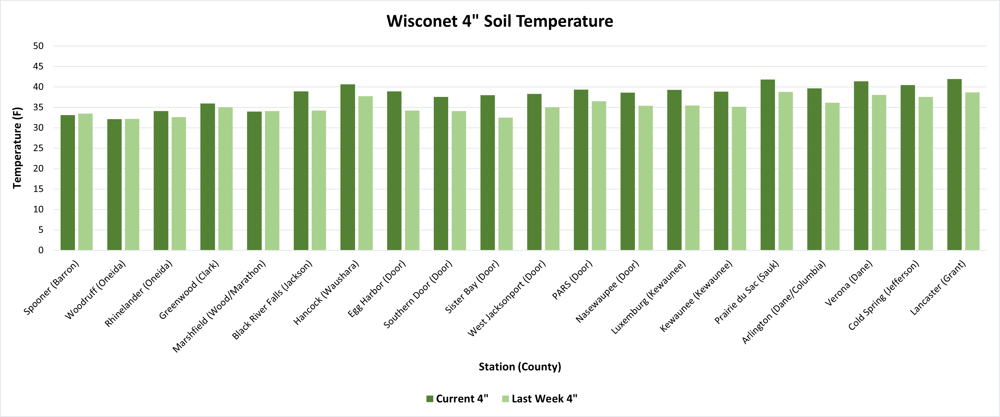 Wisconet 4" Soil Temperature
50
45
40
35
30
25
20
15
10
5
0
Temperature (F)
Spooner (Barron)
Woodruff (Oneida)
Rhinelander (Oneida)
Greenwood (Clark)
Marshfield (Wood/Marathon)
Black River Falls (Jackson)
Hancock (Waushara)
Egg Harbor (Door)
Southern Door (Door)
Sister Bay (Door)
West Jacksonport (Door)
PARS (Door)
Nasewaupee (Door)
Luxemburg (Kewaunee)
Kewaunee (Kewaunee)
Prairie du Sac (Sauk)
Arlington (Dane/Columbia)
Verona (Dane)
Cold Spring (Jefferson)
Lancaster (Grant)
Station (County)
Current 4" Last Week 4"